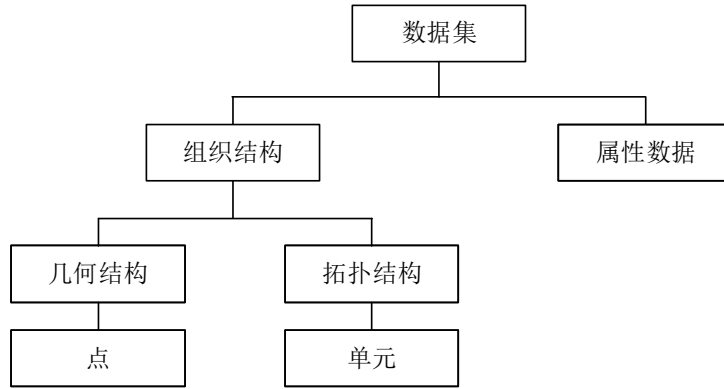 数据集
组织结构
属性数据
几何结构
拓扑结构
点
单元